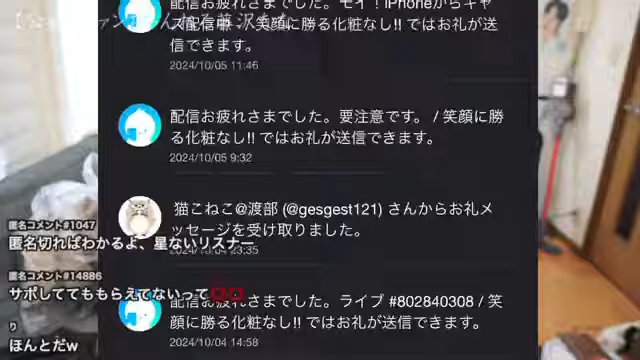 配信お疲れさまでした。モイ！iPhoneからキャ
ス配信中 - / 笑顔に勝る化粧なし!! ではお礼が送
信できます。
2024/10/05 11:46
配信お疲れさまでした。要注意です。 / 笑顔に勝
る化粧なし!! ではお礼が送信できます。
2024/10/05 9:32
猫こねこ@渡部 (@gesgest121) さんからお礼メ
ッセージを受け取りました。
2024/10/04 23:35
匿名コメント#1047
匿名切ればわかるよ、星ないリスナー
匿名コメント#14886
サポしててももらえてないって
配信お疲れさまでした。ライブ #802840308 / 笑
顔に勝る化粧なし!! ではお礼が送信できます。
2024/10/04 14:58
り
ほんとだw